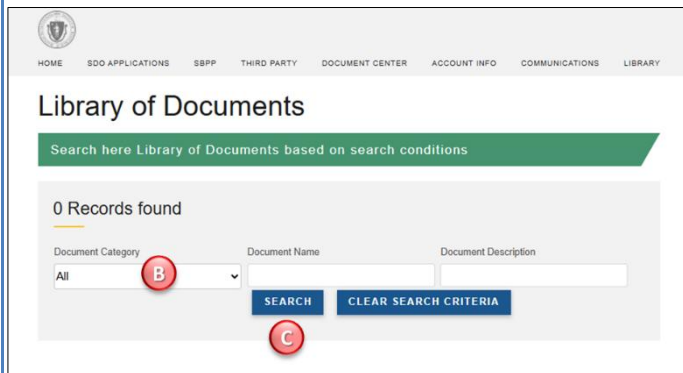 HOME SDO APPLICATIONS SBPP THIRD PARTY DOCUMENT CENTER ACCOUNT INFO COMMUNICATIONS LIBRARY
Library of Documents
Search here Library of Documents based on search conditions
0 Records found
Document Category Document Name Document Description
All B
SEARCH CLEAR SEARCH CRITERIA
C